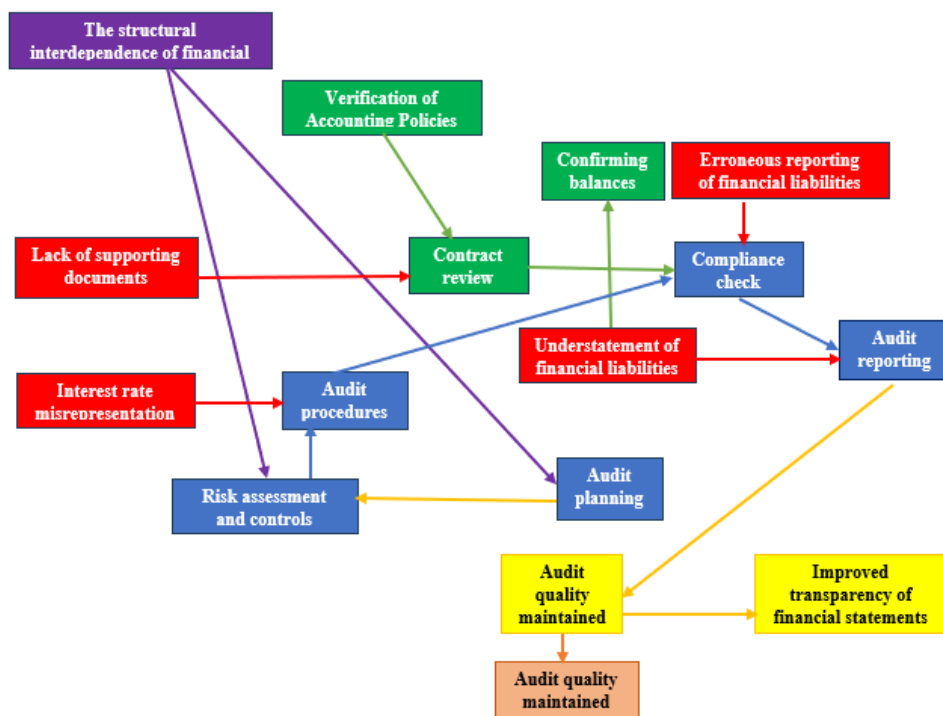 The structural
interdependence of financial
Verification of
Accounting Policies
Confirming
balances
Erroneous reporting
of financial liabilities
Lack of supporting
documents
Contract
review
Compliance
check
Understatement of
financial liabilities
Audit
reporting
Interest rate
misrepresentation
Audit
procedures
Risk assessment
and controls
Audit
planning
Audit
quality
maintained
Improved
transparency of
financial statements
Audit quality
maintained